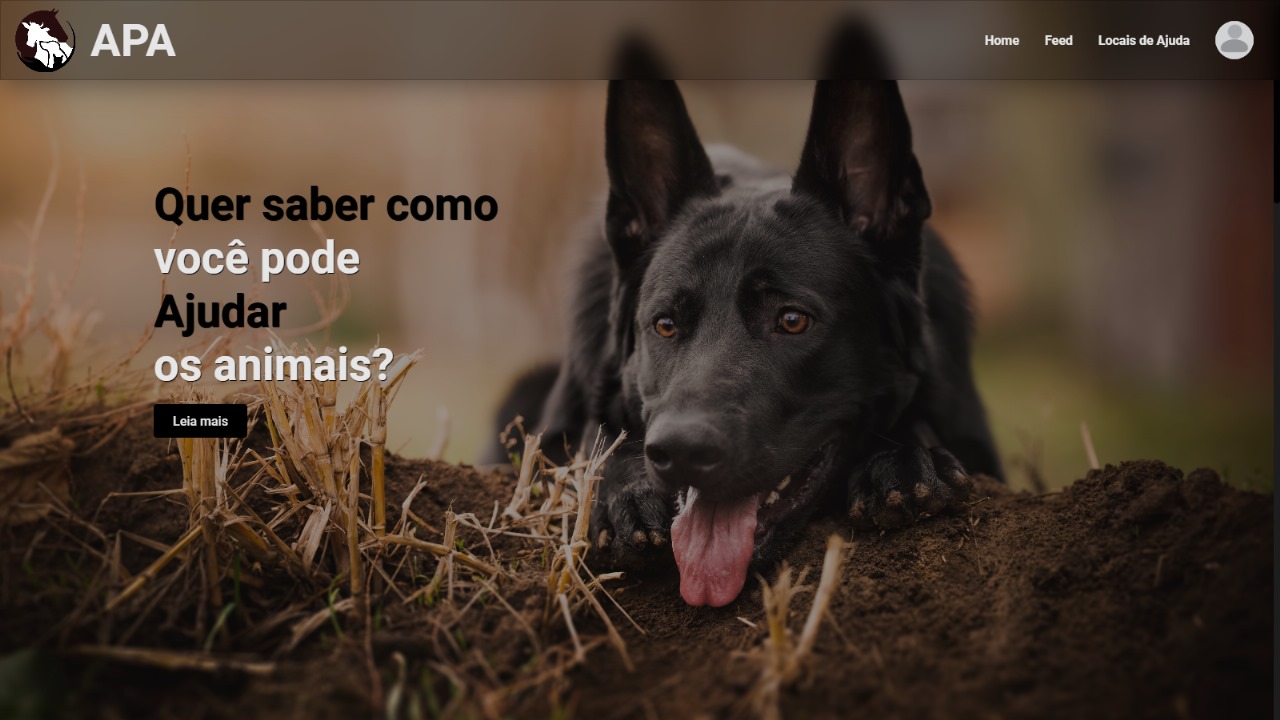 APA
Home
Feed
Locais de Ajuda
Quer saber como
você pode
Ajudar
os animais?
Leia mais